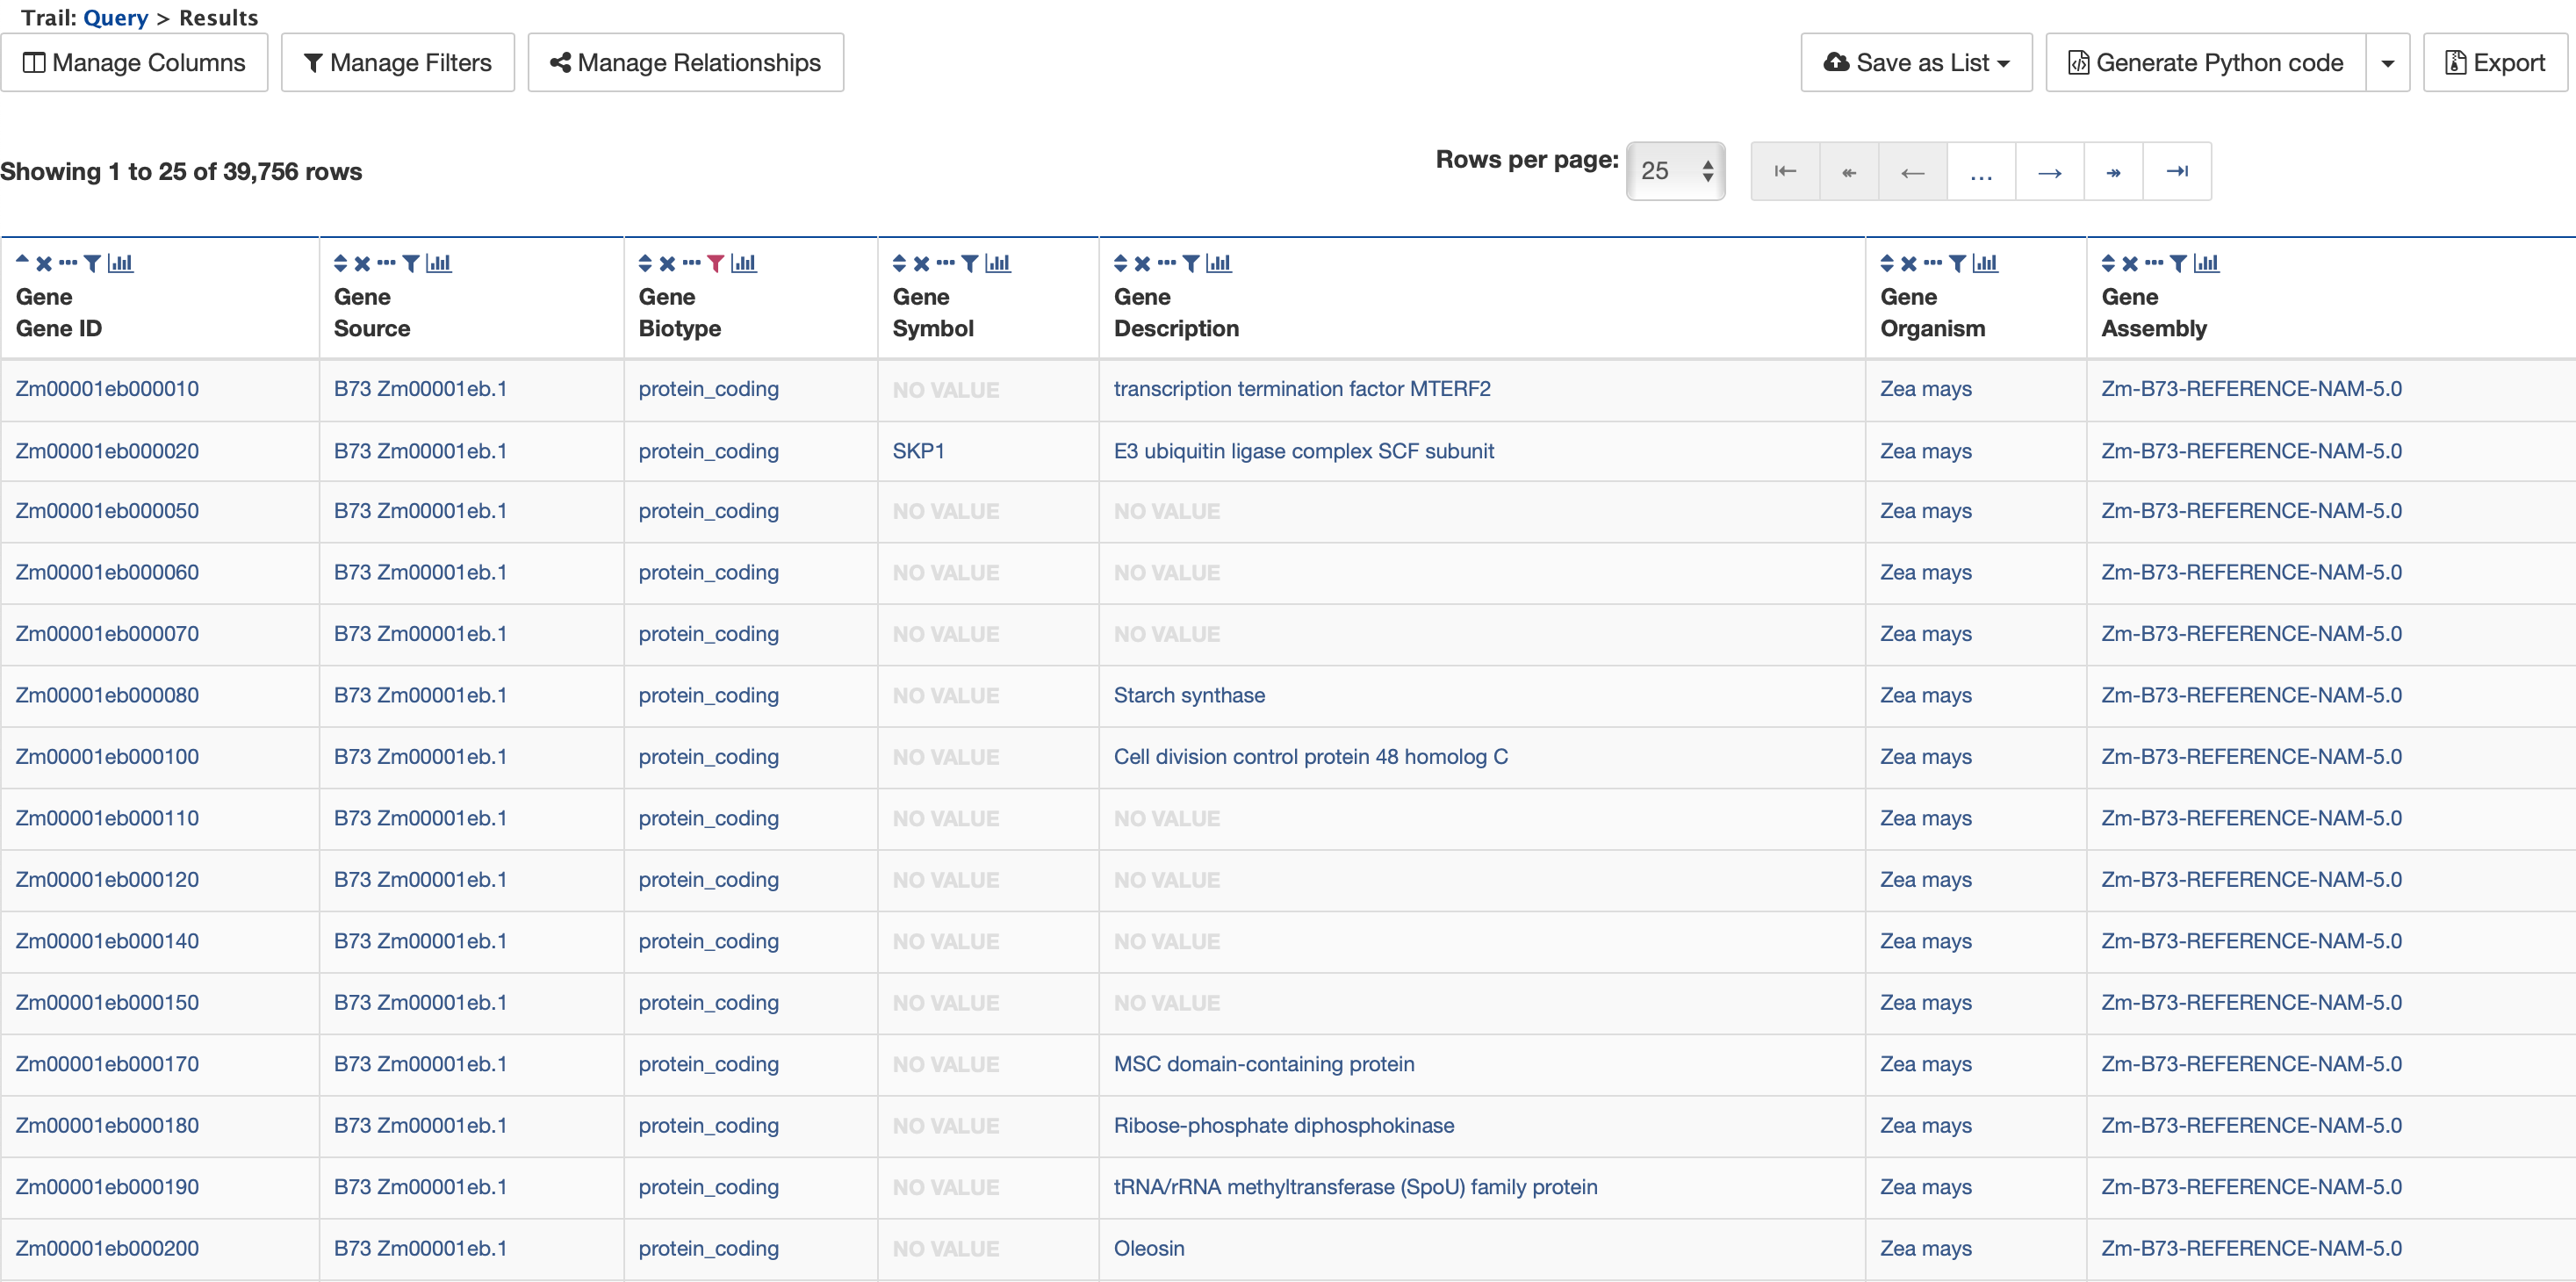 Trail: Query > Results
Manage Columns Manage Filters Manage Relationships Save as List Generate Python code Export
Showing 1 to 25 of 39,756 rows Rows per page: 25 ...
Gene Gene Gene Gene Gene Gene Gene
Gene ID Source Biotype Symbol Description Organism Assembly
Zm00001eb000010 B73 Zm00001eb.1 protein_coding NO VALUE transcription termination factor MTERF2 Zea mays Zm-B73-REFERENCE-NAM-5.0
Zm00001eb000020 B73 Zm00001eb.1 protein_coding SKP1 E3 ubiquitin ligase complex SCF subunit Zea mays Zm-B73-REFERENCE-NAM-5.0
Zm00001eb000050 B73 Zm00001eb.1 protein_coding NO VALUE NO VALUE Zea mays Zm-B73-REFERENCE-NAM-5.0
Zm00001eb000060 B73 Zm00001eb.1 protein_coding NO VALUE NO VALUE Zea mays Zm-B73-REFERENCE-NAM-5.0
Zm00001eb000070 B73 Zm00001eb.1 protein_coding NO VALUE NO VALUE Zea mays Zm-B73-REFERENCE-NAM-5.0
Zm00001eb000080 B73 Zm00001eb.1 protein_coding NO VALUE Starch synthase Zea mays Zm-B73-REFERENCE-NAM-5.0
Zm00001eb000100 B73 Zm00001eb.1 protein_coding NO VALUE Cell division control protein 48 homolog C Zea mays Zm-B73-REFERENCE-NAM-5.0
Zm00001eb000110 B73 Zm00001eb.1 protein_coding NO VALUE NO VALUE Zea mays Zm-B73-REFERENCE-NAM-5.0
Zm00001eb000120 B73 Zm00001eb.1 protein_coding NO VALUE NO VALUE Zea mays Zm-B73-REFERENCE-NAM-5.0
Zm00001eb000140 B73 Zm00001eb.1 protein_coding NO VALUE NO VALUE Zea mays Zm-B73-REFERENCE-NAM-5.0
Zm00001eb000150 B73 Zm00001eb.1 protein_coding NO VALUE NO VALUE Zea mays Zm-B73-REFERENCE-NAM-5.0
Zm00001eb000170 B73 Zm00001eb.1 protein_coding NO VALUE MSC domain-containing protein Zea mays Zm-B73-REFERENCE-NAM-5.0
Zm00001eb000180 B73 Zm00001eb.1 protein_coding NO VALUE Ribose-phosphate diphosphokinase Zea mays Zm-B73-REFERENCE-NAM-5.0
Zm00001eb000190 B73 Zm00001eb.1 protein_coding NO VALUE tRNA/rRNA methyltransferase (SpoU) family protein Zea mays Zm-B73-REFERENCE-NAM-5.0
Zm00001eb000200 B73 Zm00001eb.1 protein_coding NO VALUE Oleosin Zea mays Zm-B73-REFERENCE-NAM-5.0